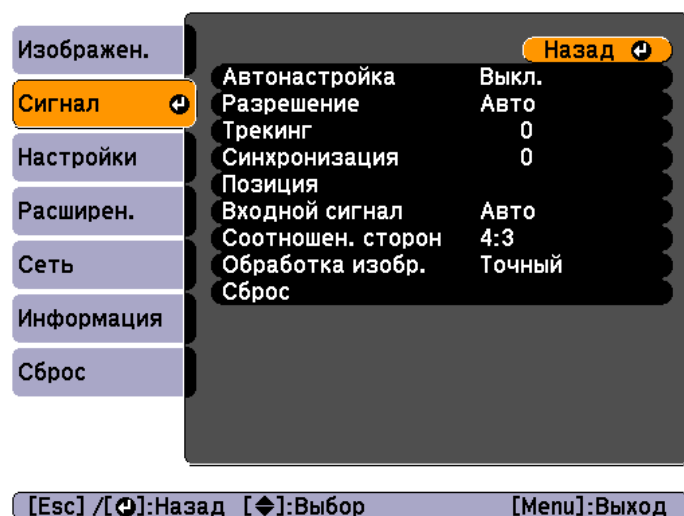 Изображен.
Сигнал
Настройки
Расширен.
Сеть
Информация
Сброс
Назад
Автонастройка Выкл.
Разрешение Авто
Трекинг 0
Синхронизация 0
Позиция
Входной сигнал Авто
Соотношен. сторон 4:3
Обработка изобр. Точный
Сброс
[Esc] /[⏎]:Назад [◆]:Выбор [Menu]:Выход